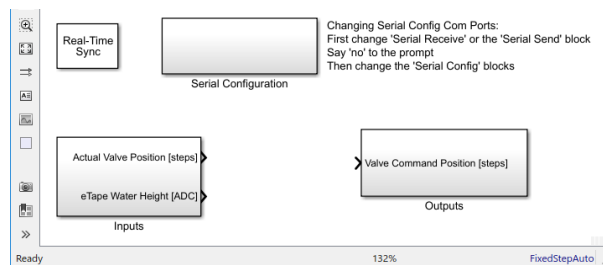 Real-Time
Sync
Serial Configuration
Changing Serial Config Com Ports:
First change 'Serial Receive' or the 'Serial Send' block
Say 'no' to the prompt
Then change the 'Serial Config' blocks
Actual Valve Position [steps]
eTape Water Height [ADC]
Inputs
Valve Command Position [steps]
Outputs
Ready
132%
FixedStepAuto